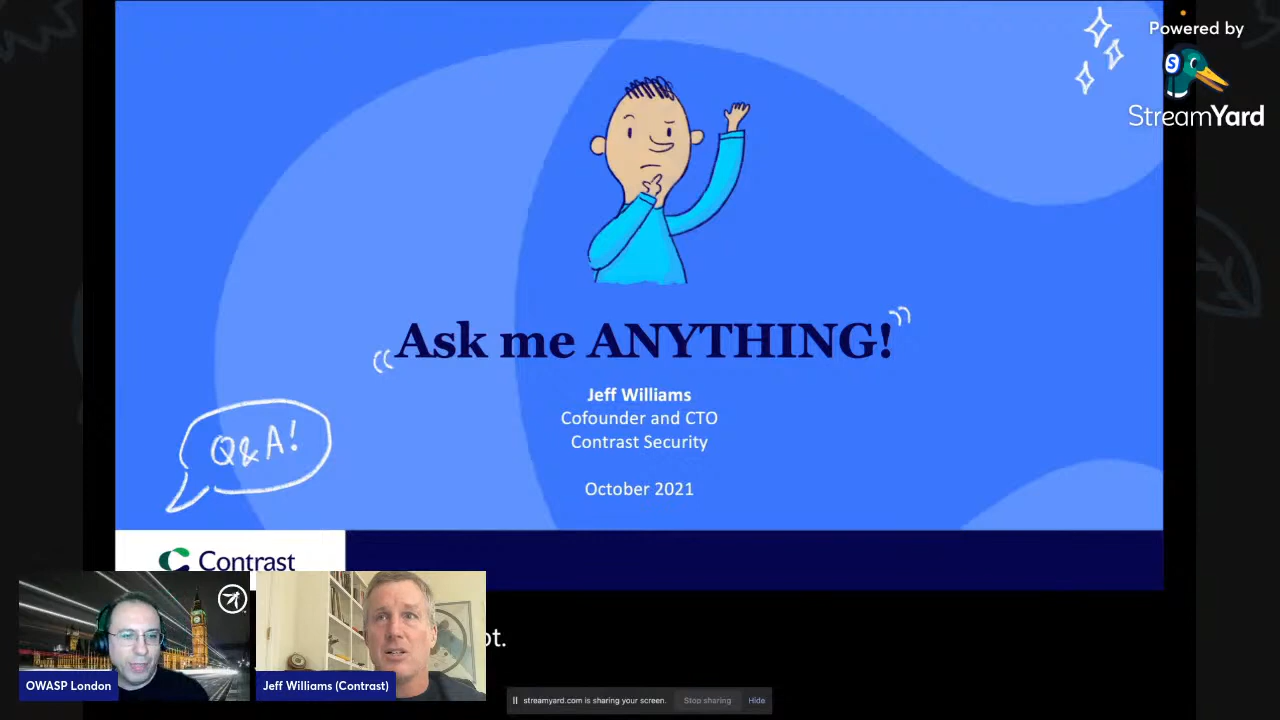 Powered by
S
StreamYard
Ask me ANYTHING!
Jeff Williams
Cofounder and CTO
Contrast Security
October 2021
Q&A!
Contrast
OWASP London
Jeff Williams (Contrast)
streamyard.com is sharing your screen.
Stop sharing
Hide